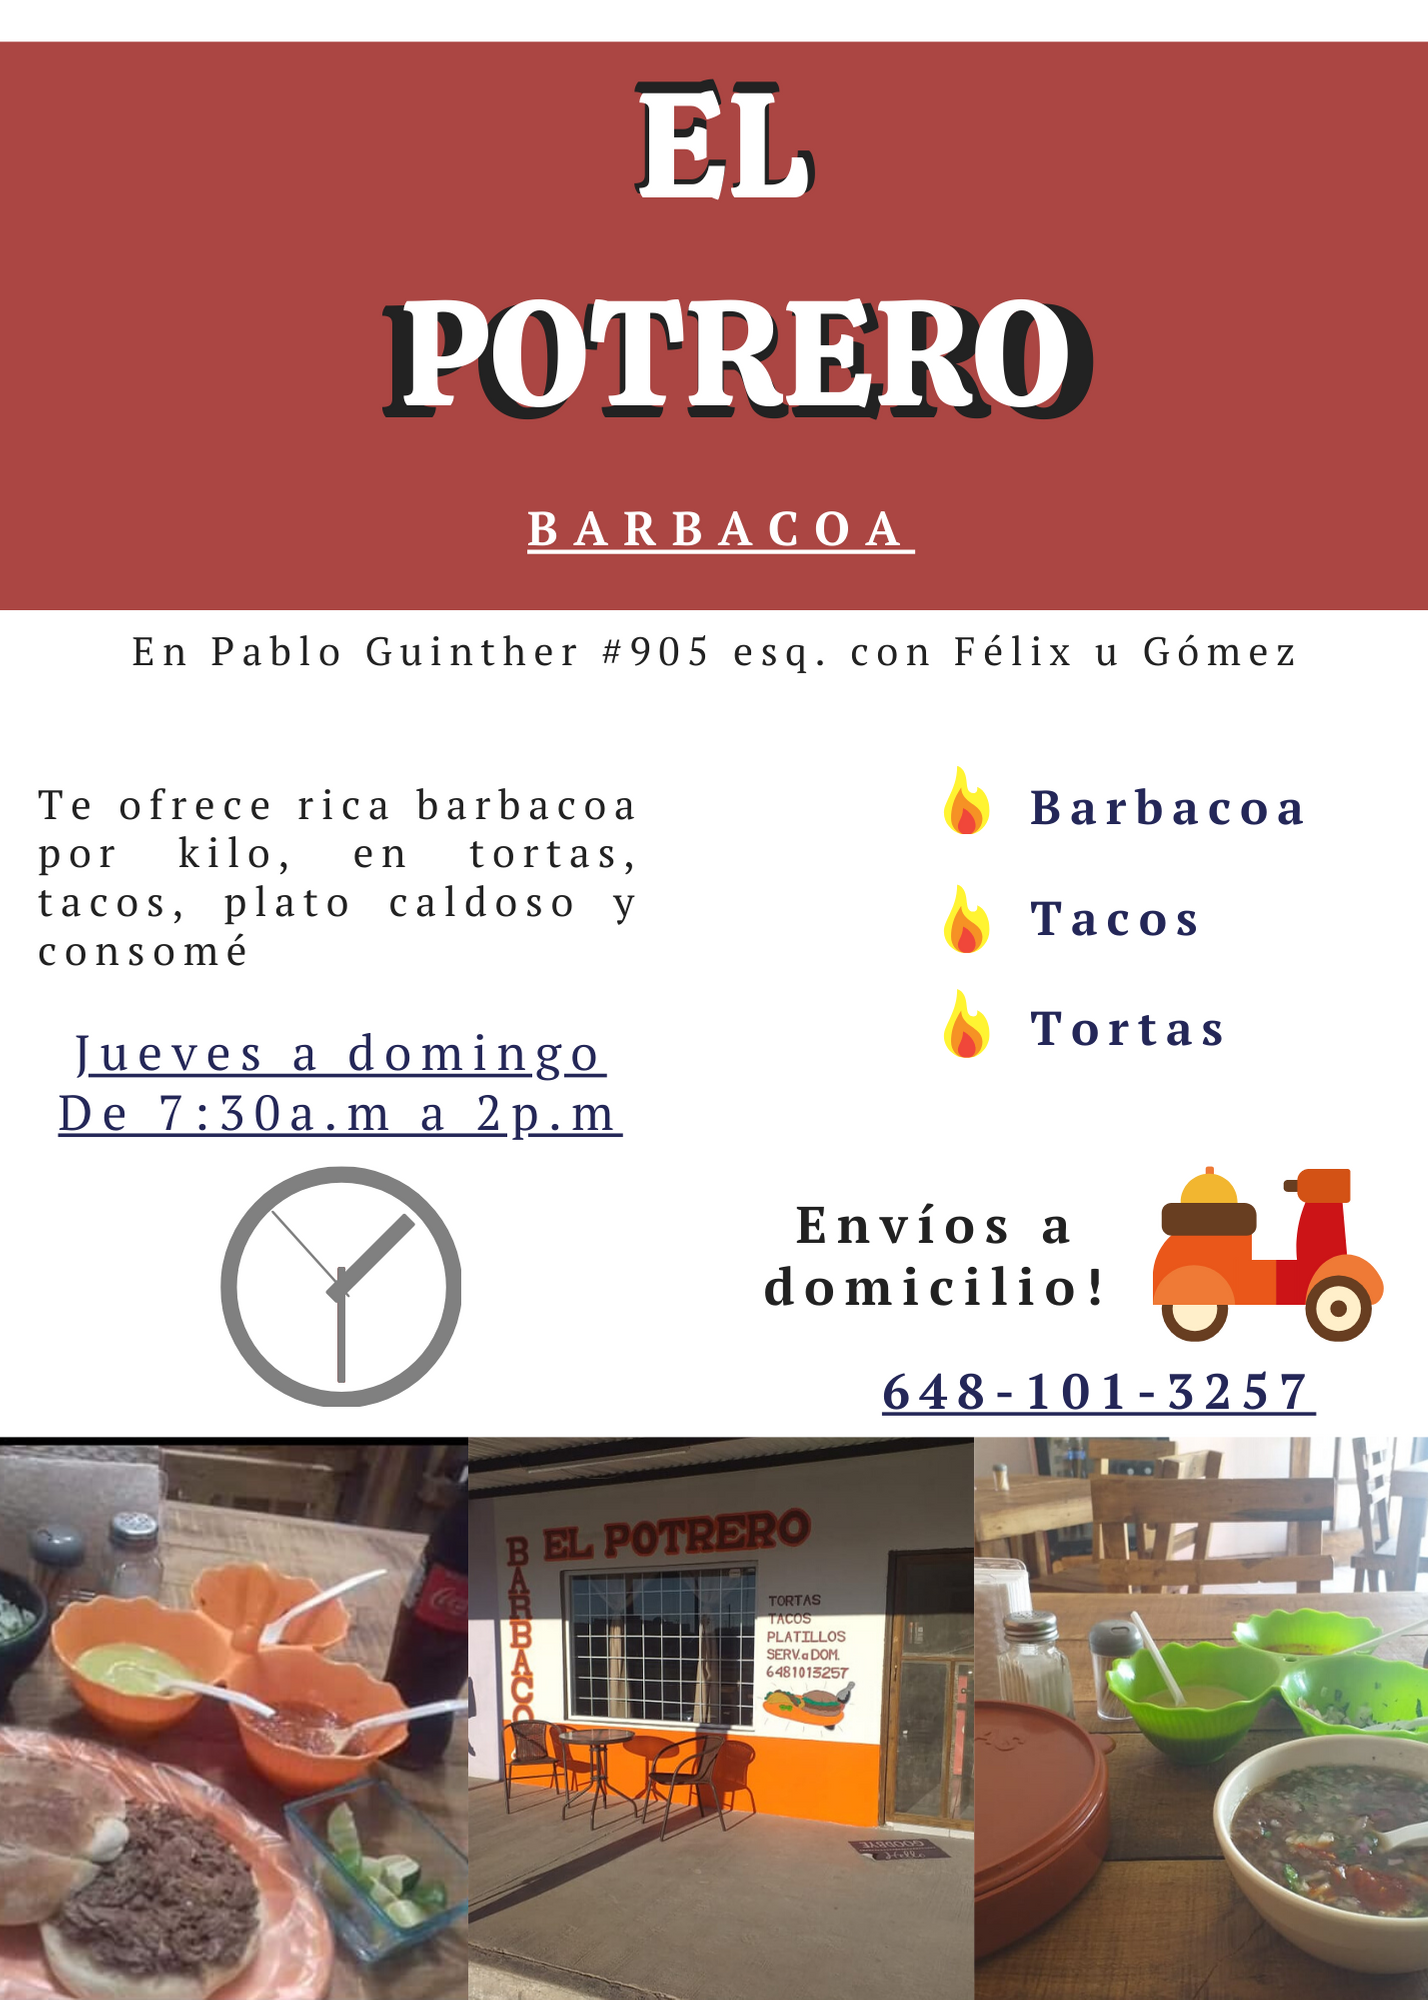 EL
POTRERO
BARBACOA
En Pablo Guinther #905 esq. con Félix u Gómez
Te ofrece rica barbacoa
por kilo, en tortas,
tacos, plato caldoso y
consomé
Jueves a domingo
De 7:30a.m a 2p.m
Barbacoa
Tacos
Tortas
Envíos a
domicilio!
648-101-3257
EL POTRERO
BARBACO
TORTAS
TACOS
PLATILLOS
SERV. a DOM.
6481013257
GOODBYE
Hello